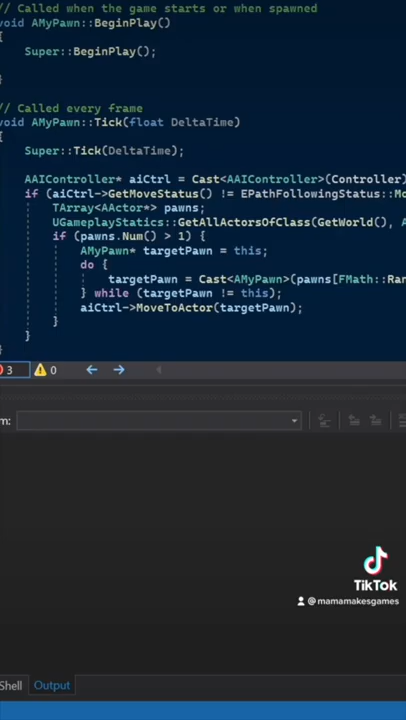 // Called when the game starts or when spawned
void AMyPawn::BeginPlay()
{
Super::BeginPlay();
}
// Called every frame
void AMyPawn::Tick(float DeltaTime)
{
Super::Tick(DeltaTime);
AAIController* aiCtrl = Cast<AAIController>(Controller)
if (aiCtrl->GetMoveStatus() != EPathFollowingStatus::Mo
TArray<AActor*> pawns;
UGameplayStatics::GetAllActorsOfClass(GetWorld(), A
if (pawns.Num() > 1) {
AMyPawn* targetPawn = this;
do {
targetPawn = Cast<AMyPawn>(pawns[FMath::Ran
} while (targetPawn != this);
aiCtrl->MoveToActor(targetPawn);
}
}
}
3 0
m:
TikTok
@mamamakesgames
Shell Output